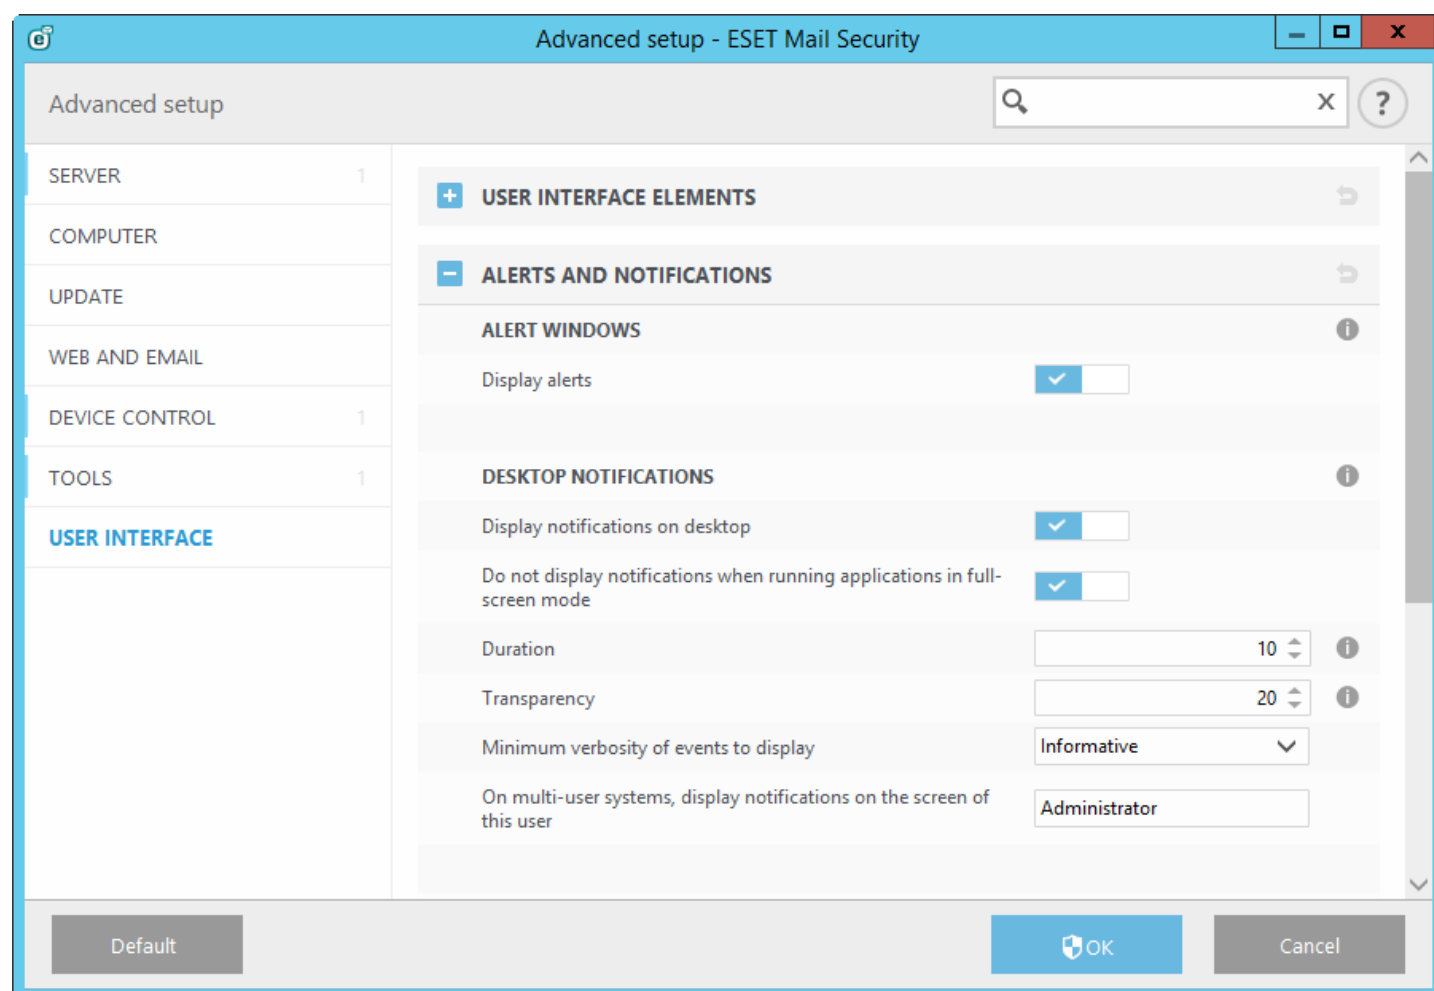 Advanced setup - ESET Mail Security
Advanced setup
SERVER 1
COMPUTER
UPDATE
WEB AND EMAIL
DEVICE CONTROL 1
TOOLS 1
USER INTERFACE
USER INTERFACE ELEMENTS
ALERTS AND NOTIFICATIONS
ALERT WINDOWS
Display alerts
DESKTOP NOTIFICATIONS
Display notifications on desktop
Do not display notifications when running applications in full-
screen mode
Duration 10
Transparency 20
Minimum verbosity of events to display Informative
On multi-user systems, display notifications on the screen of
this user Administrator
Default
OK
Cancel